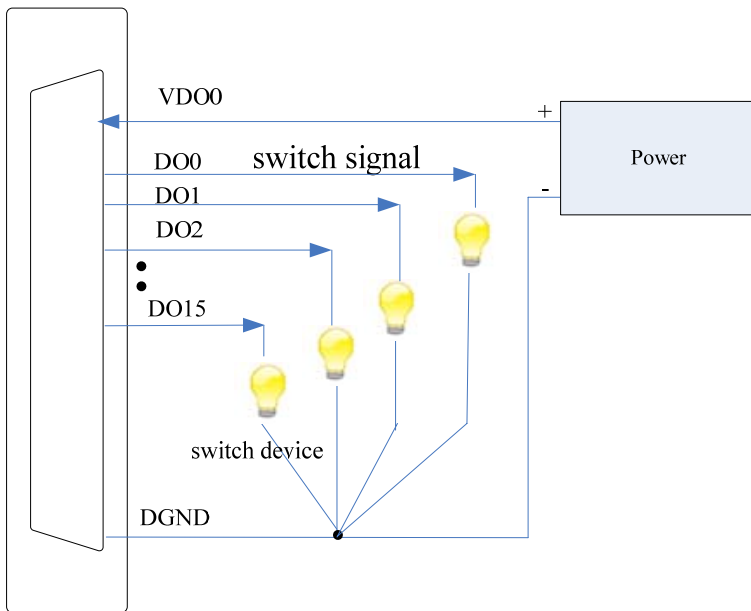 VDO0
+
Power
DO0
switch signal
-
DO1
DO2
DO15
switch device
DGND